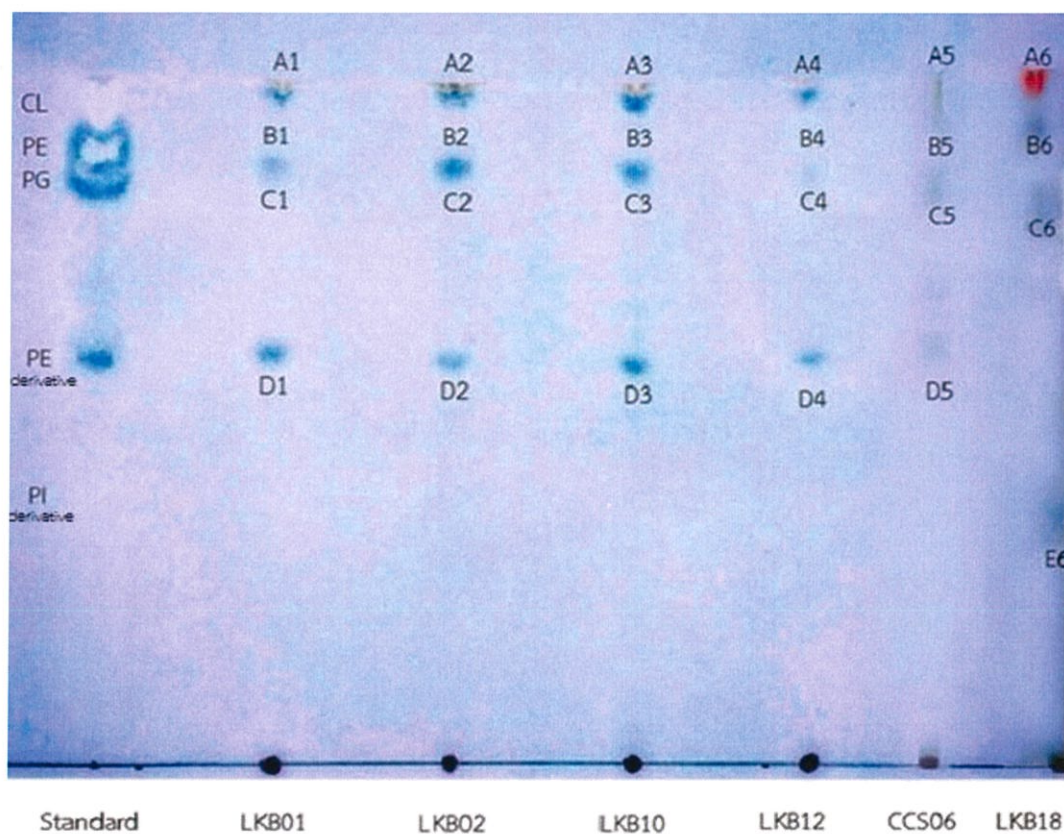 A1 A2 A3 A4 A5 A6
CL
B1 B2 B3 B4 B5 B6
PE
PG
C1 C2 C3 C4 C5 C6
PE
derivative
D1 D2 D3 D4 D5
PI
derivative
E6
Standard LKB01 LKB02 LKB10 LKB12 CCS06 LKB18